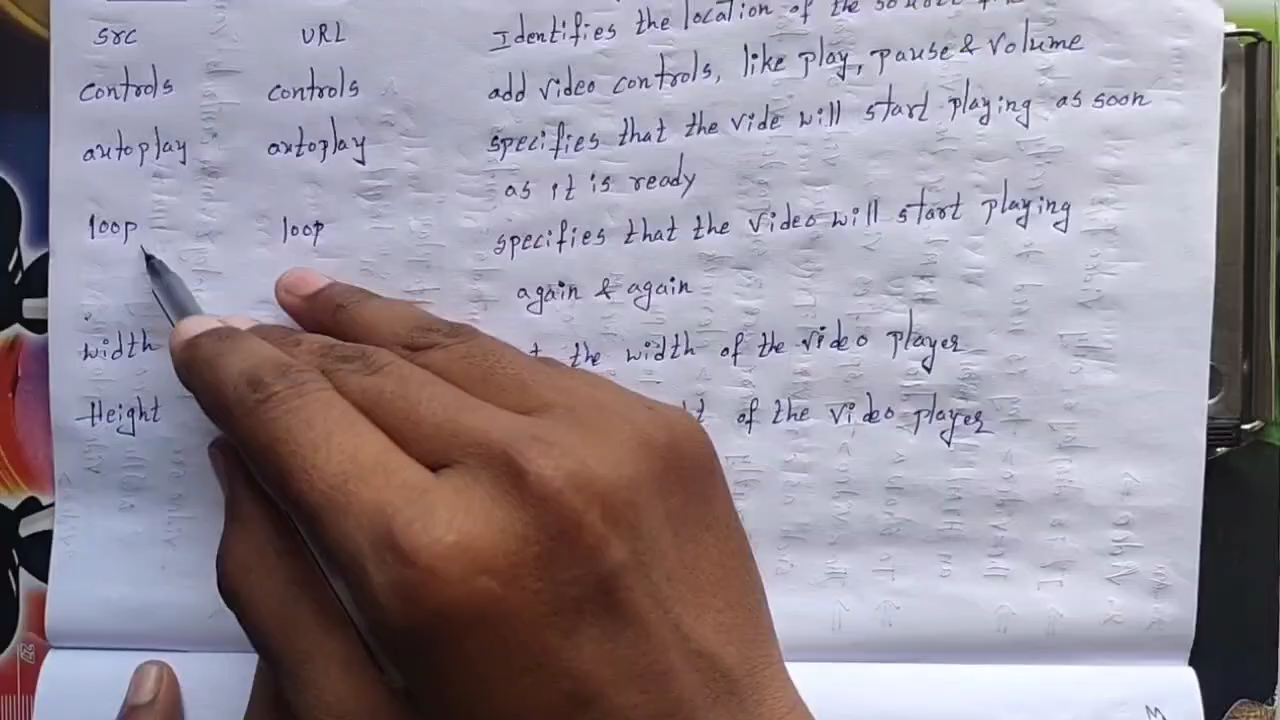 src URL Identifies the location of the
controls controls add video controls, like play, pause & volume
autoplay autoplay specifies that the vide will start playing as soon
as it is ready
loop loop specifies that the video will start playing
again & again
width the width of the video player
Height of the video player